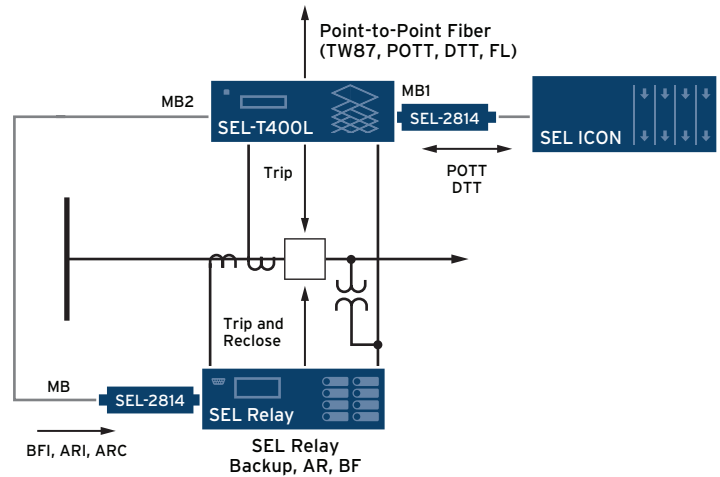 Point-to-Point Fiber
(TW87, POTT, DTT, FL)
MB2
MB1
SEL-T400L
SEL-2814
SEL ICON
Trip
POTT
DTT
Trip and
Reclose
MB
SEL-2814
SEL Relay
BFI, ARI, ARC
SEL Relay
Backup, AR, BF